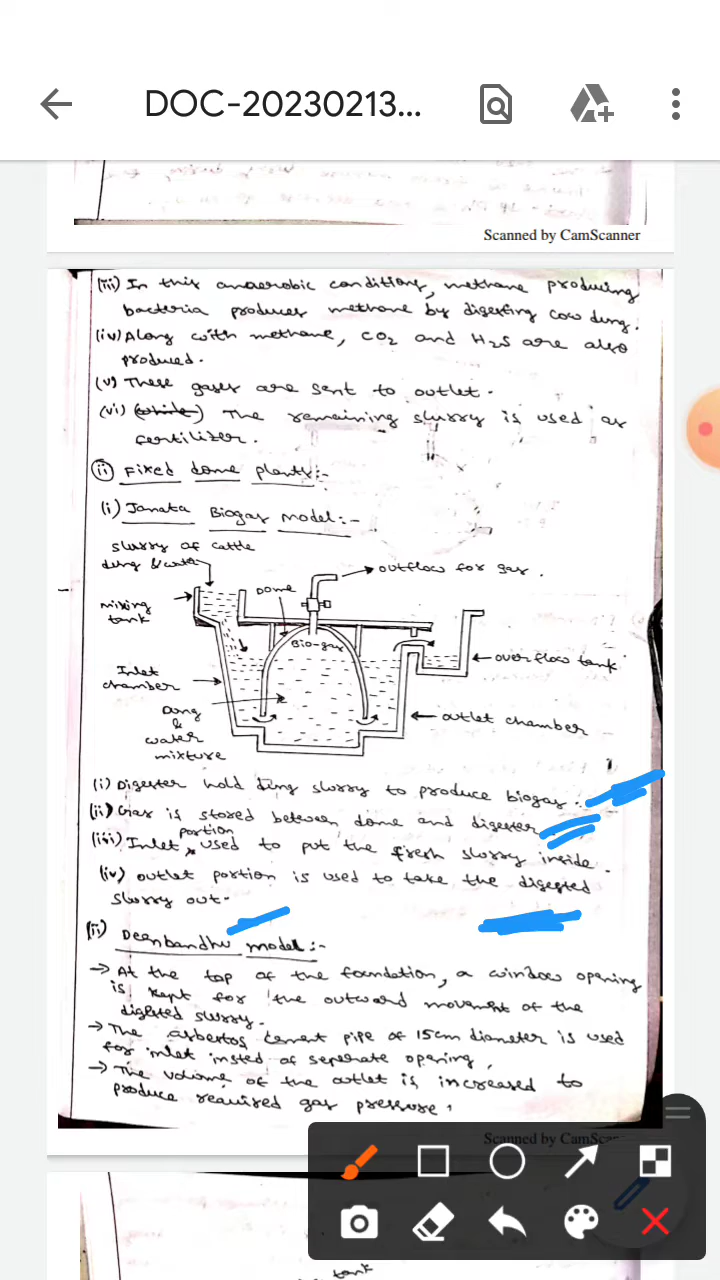 DOC-20230213...
Scanned by CamScanner
(iii) In this anaerobic conditions, methane producing
bacteria produces methane by digesting cow dung.
(iv) Along with methane, CO2 and H2S are also
produced.
(v) These gases are sent to outlet.
(vi) The remaining slurry is used as
fertilizer.
(ii) Fixed dome plants:-
(i) Janata Biogas model:-
slurry of cattle
dung & water
outflow for gas.
Dome
mixing
tank
Bio-gas
overflow tank
Inlet
chamber
Dung
&
water
mixture
outlet chamber
(i) Digester hold dung slurry to produce biogas.
(ii) Gas is stored between dome and digester
(iii) Inlet portion used to put the fresh slurry inside.
(iv) outlet portion is used to take the digested
slurry out-
(ii) Deenbandhu model:-
→ At the top of the foundation, a window opening
is kept for the outward movement of the
digested slurry.
→ The asbestos cement pipe of 15cm diameter is used
for inlet insted of seperate opening,
→ The volume of the outlet is increased to
produce required gas pressure.
Scanned by CamScan
tank